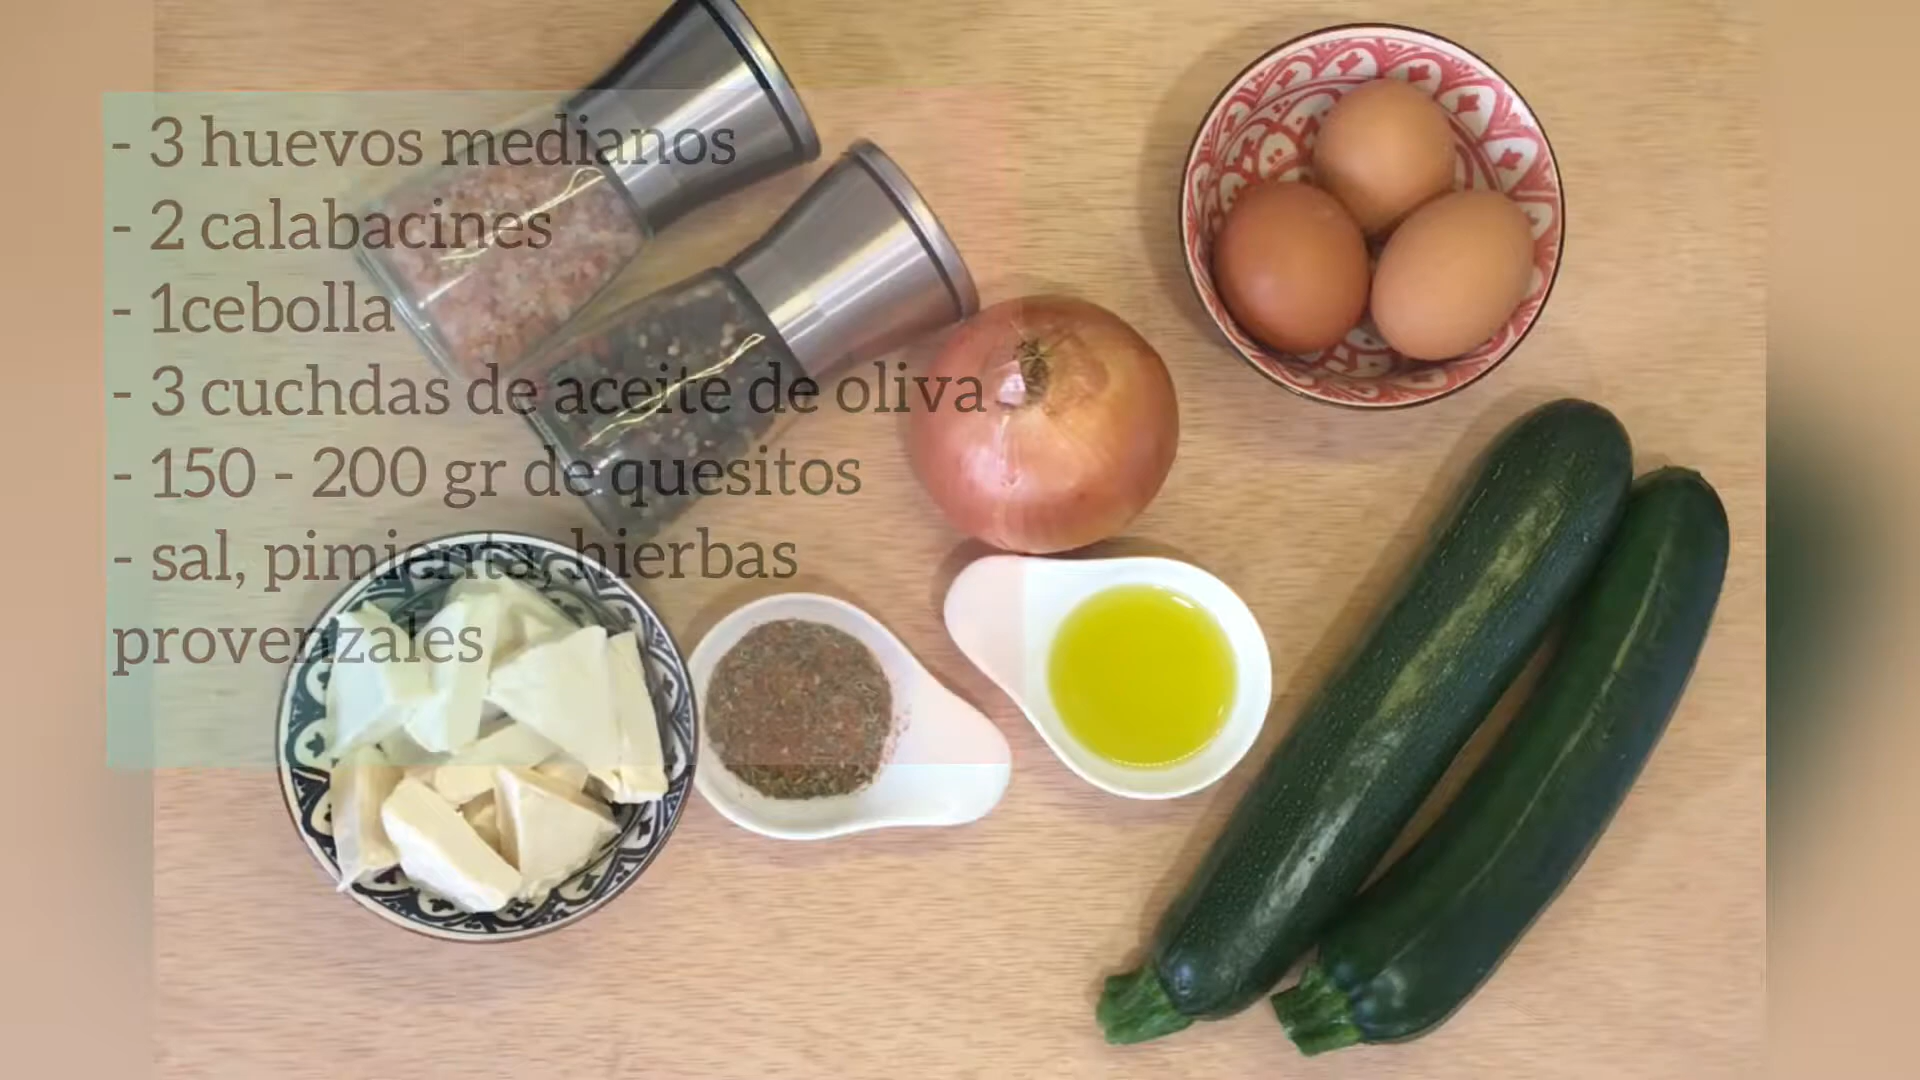 - 3 huevos medianos
- 2 calabacines
- 1cebolla
- 3 cuchdas de aceite de oliva
- 150 - 200 gr de quesitos
- sal, pimienta, hierbas
provenzales